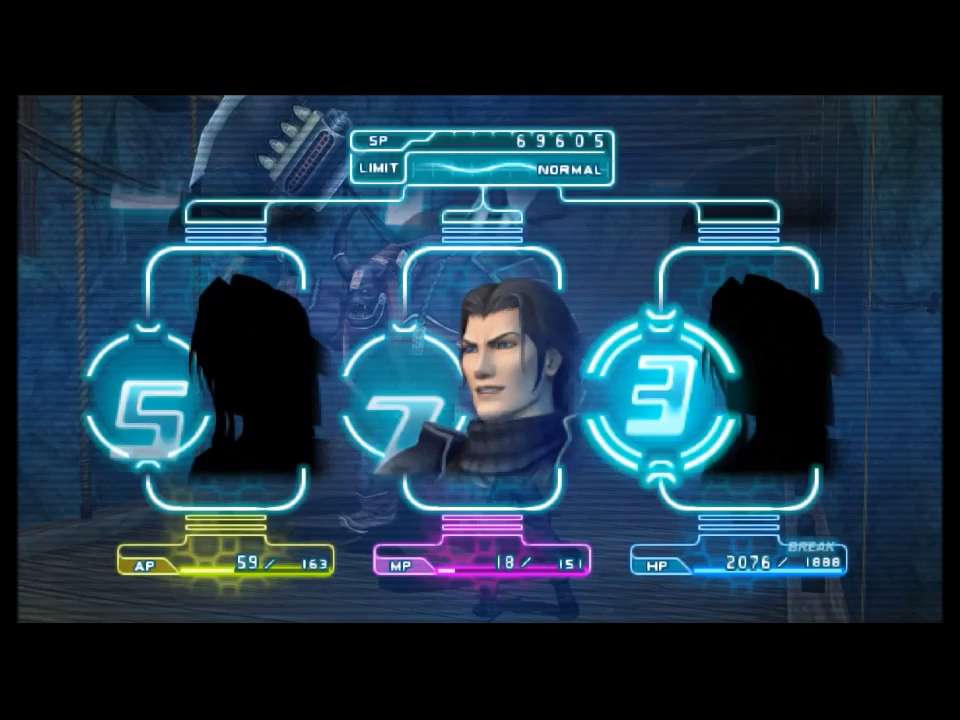 SP 69605
LIMIT NORMAL
5 7 3
BREAK
AP 59/ 163
MP 18/ 151
HP 2076/ 1888